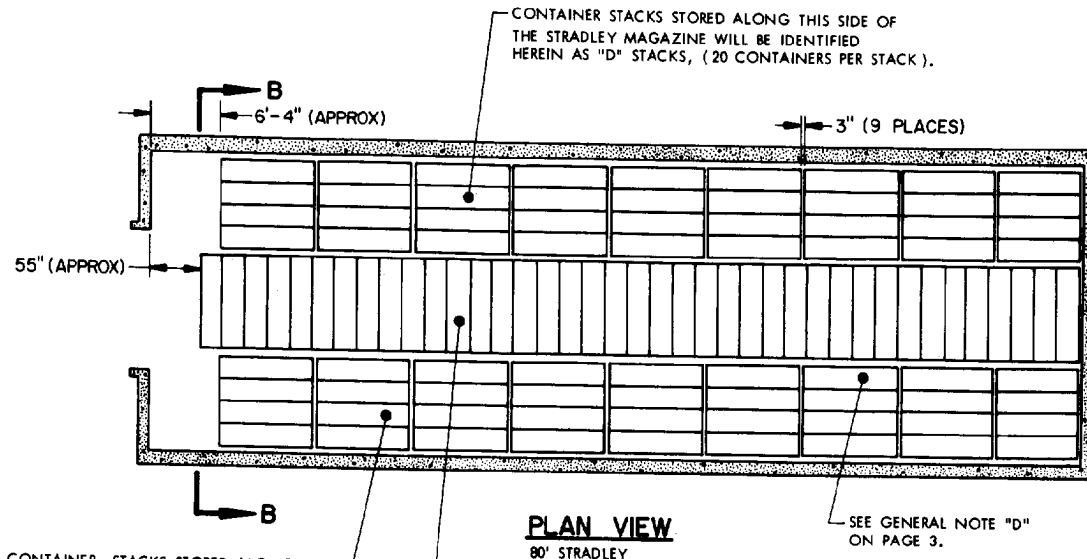 CONTAINER STACKS STORED ALONG THIS SIDE OF
THE STRADLEY MAGAZINE WILL BE IDENTIFIED
HEREIN AS "D" STACKS, (20 CONTAINERS PER STACK).
B
6'-4" (APPROX)
3" (9 PLACES)
55" (APPROX)
B
PLAN VIEW
80' STRADLEY
SEE GENERAL NOTE "D"
ON PAGE 3.
CONTAINER STACKS STORED